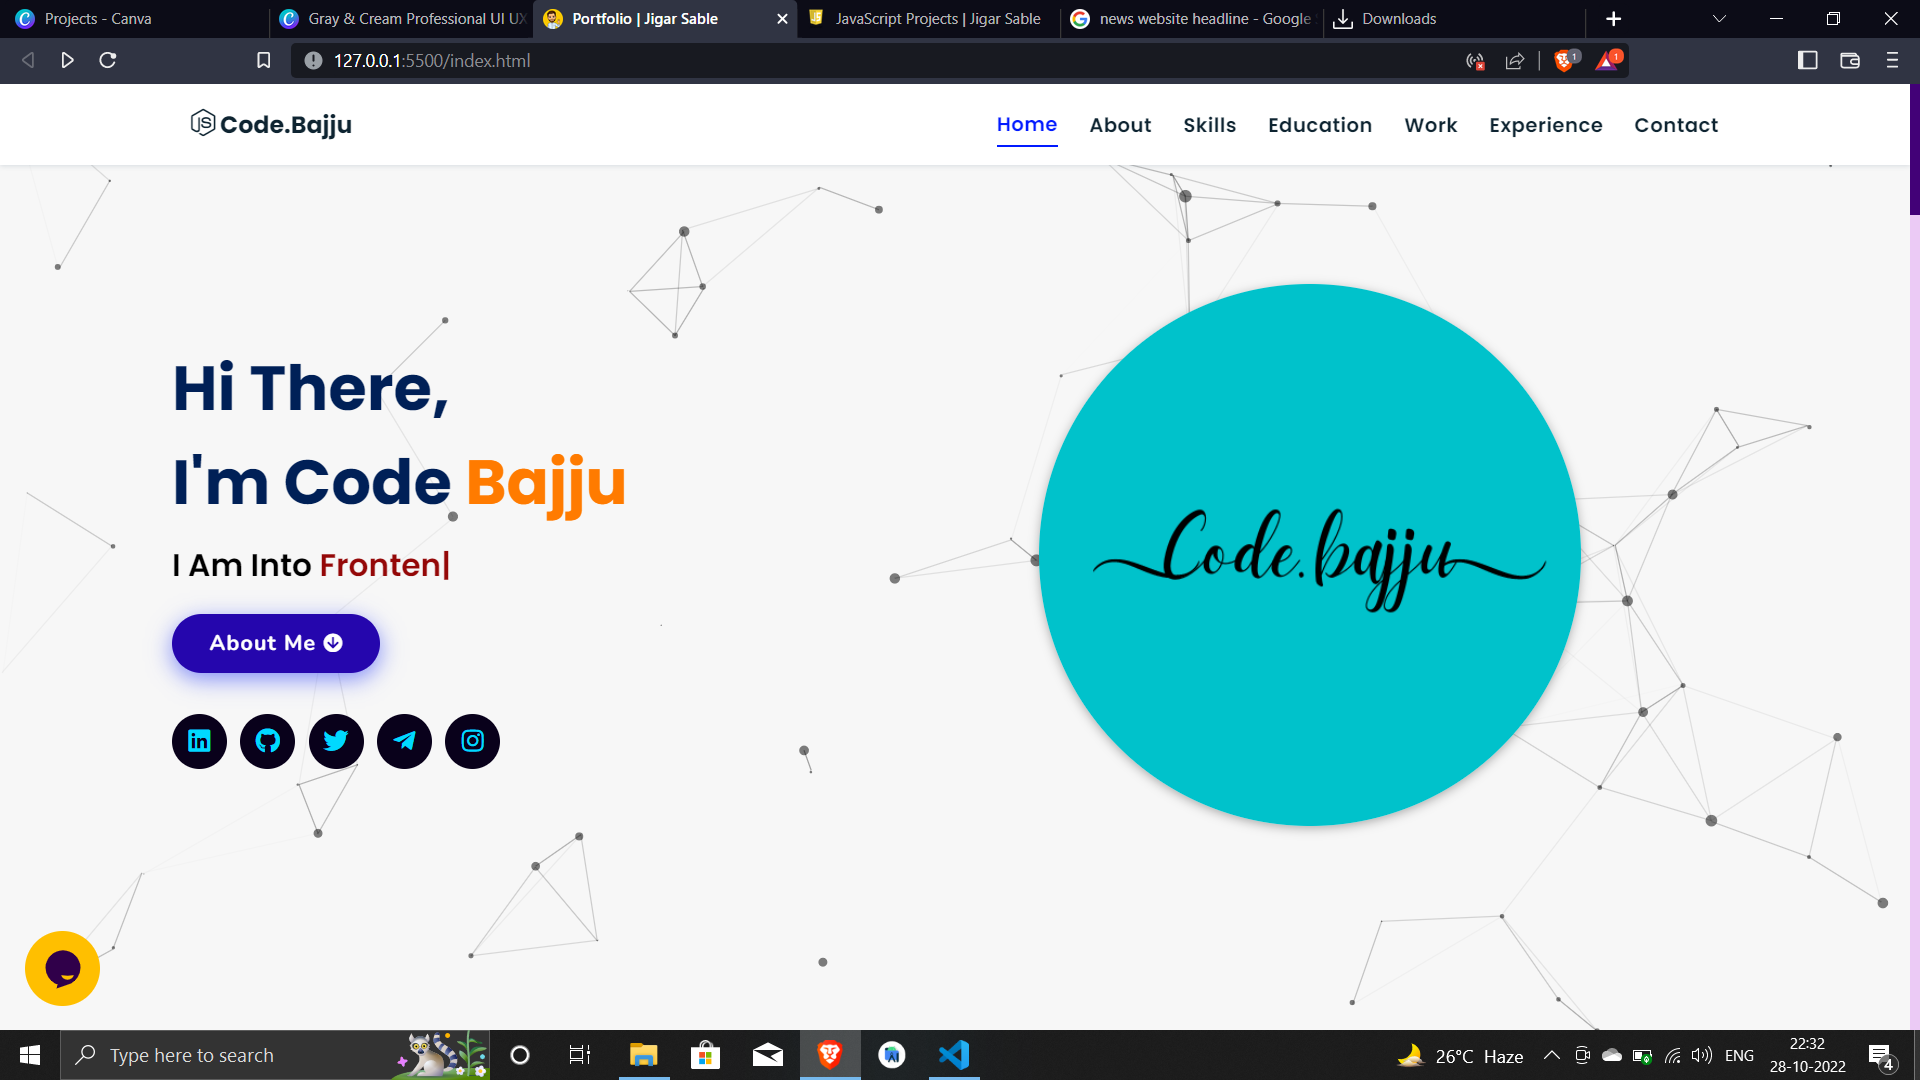 Projects - Canva
Gray & Cream Professional UI UX
Portfolio | Jigar Sable
JavaScript Projects | Jigar Sable
news website headline - Google
Downloads
127.0.0.1:5500/index.html
1
1
JS Code.Bajju
Home
About
Skills
Education
Work
Experience
Contact
Hi There,
I'm Code Bajju
I Am Into Fronten|
About Me
Code.bajju
Type here to search
26°C Haze
ENG
22:32
28-10-2022
4